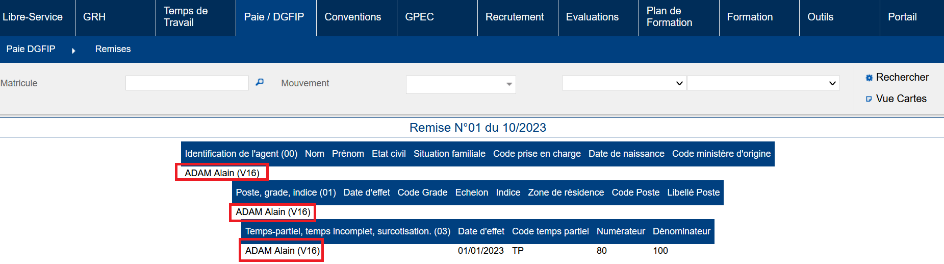 Libre-Service GRH Temps de Travail Paie / DGFIP Conventions GPEC Recrutement Evaluations Plan de Formation Formation Outils Portail
Paie DGFIP Remises
Matricule Mouvement Rechercher
Vue Cartes
Remise N°01 du 10/2023
Identification de l'agent (00) Nom Prénom Etat civil Situation familiale Code prise en charge Date de naissance Code ministère d'origine
ADAM Alain (V16)
Poste, grade, indice (01) Date d'effet Code Grade Echelon Indice Zone de résidence Code Poste Libellé Poste
ADAM Alain (V16)
Temps-partiel, temps incomplet, surcotisation. (03) Date d'effet Code temps partiel Numérateur Dénominateur
ADAM Alain (V16) 01/01/2023 TP 80 100